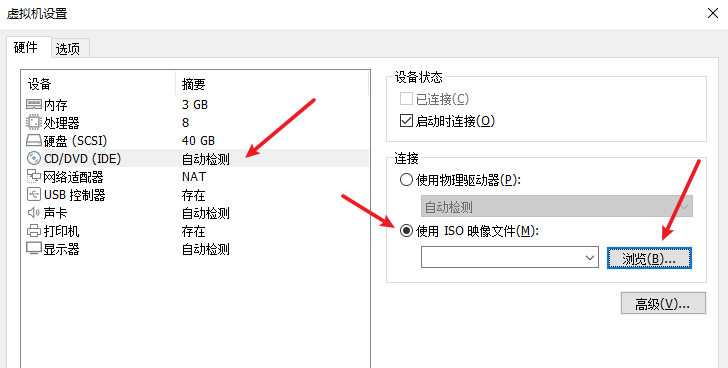 虚拟机设置
硬件 选项
设备 摘要
内存 3 GB
处理器 8
硬盘 (SCSI) 40 GB
CD/DVD (IDE) 自动检测
网络适配器 NAT
USB 控制器 存在
声卡 自动检测
打印机 存在
显示器 自动检测
设备状态
已连接(C)
启动时连接(O)
连接
使用物理驱动器(P):
自动检测
使用 ISO 映像文件(M):
浏览(B)...
高级(V)...